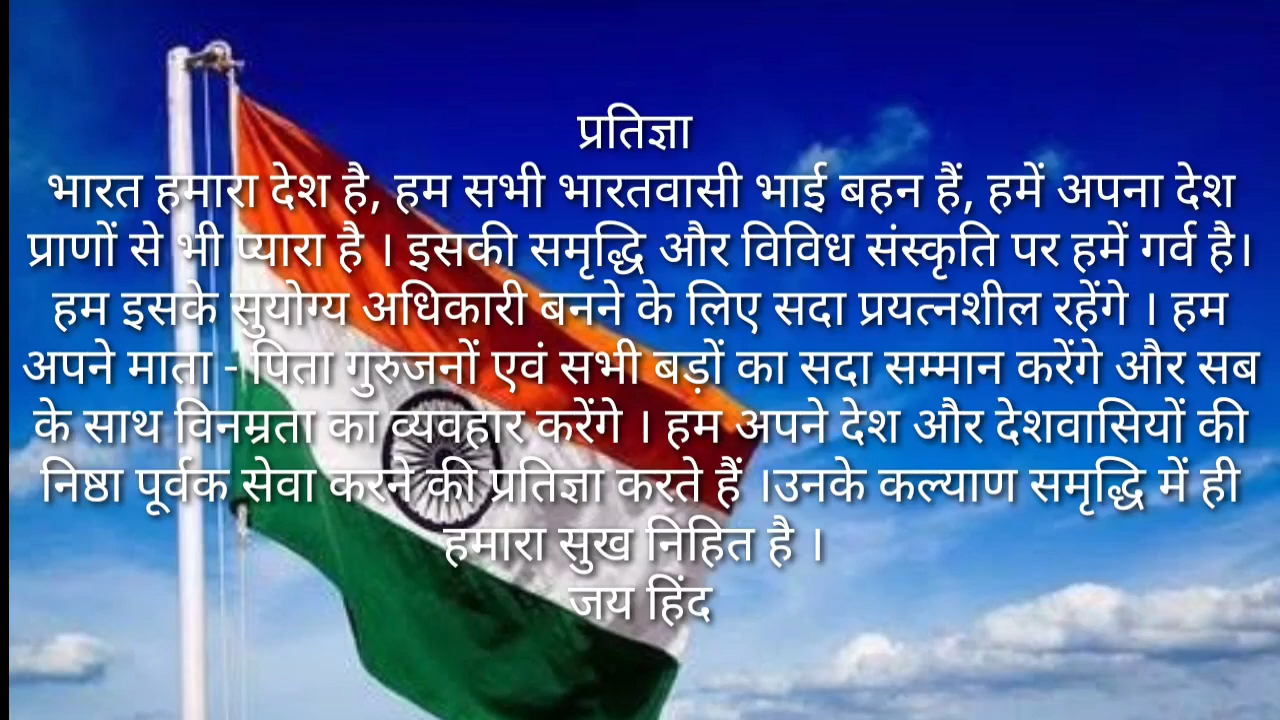 प्रतिज्ञा
भारत हमारा देश है, हम सभी भारतवासी भाई बहन हैं, हमें अपना देश
प्राणों से भी प्यारा है । इसकी समृद्धि और विविध संस्कृति पर हमें गर्व है।
हम इसके सुयोग्य अधिकारी बनने के लिए सदा प्रयत्नशील रहेंगे । हम
अपने माता - पिता गुरुजनों एवं सभी बड़ों का सदा सम्मान करेंगे और सब
के साथ विनम्रता का व्यवहार करेंगे । हम अपने देश और देशवासियों की
निष्ठा पूर्वक सेवा करने की प्रतिज्ञा करते हैं ।उनके कल्याण समृद्धि में ही
हमारा सुख निहित है ।
जय हिंद